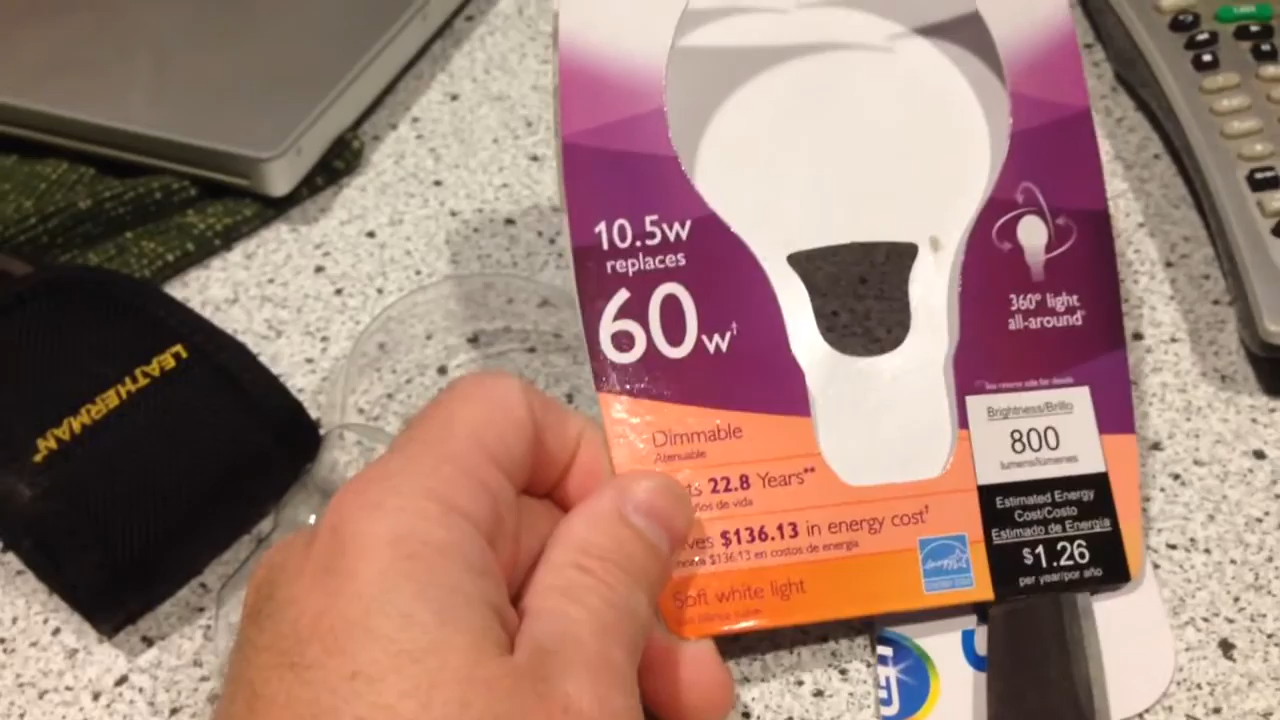 LEATHERMAN
10.5w
replaces
60w†
360° light
all-around
Dimmable
Atenuable
22.8 Years**
de vida
$136.13 in energy cost†
$136.13 en costos de energía
Soft white light
Brightness/Brillo
800
lumens/lúmenes
Estimated Energy
Cost/Costo
Estimado de Energía
$1.26
per year/por año